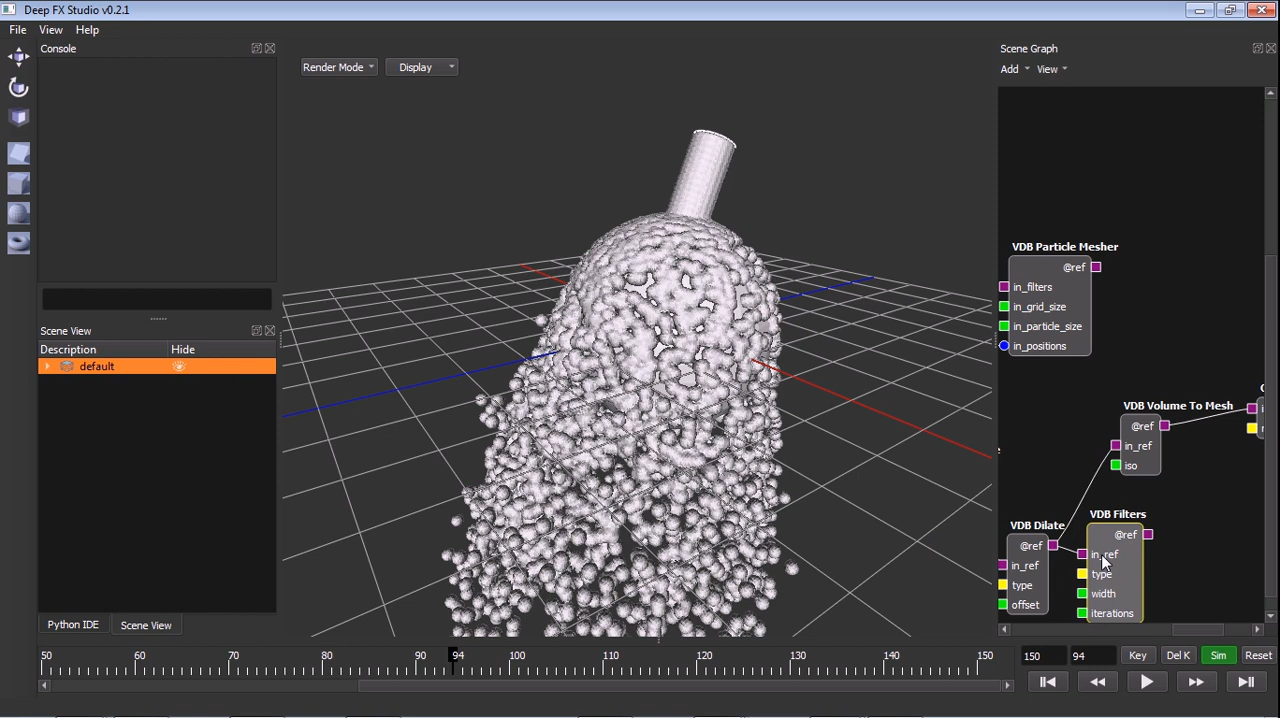 Deep FX Studio v0.2.1
File View Help
Console
Render Mode Display
Scene Graph
Add View
VDB Particle Mesher
@ref
in_filters
in_grid_size
in_particle_size
in_positions
Scene View
Description Hide
default
VDB Volume To Mesh
@ref
in_ref
iso
VDB Dilate
@ref
in_ref
type
offset
VDB Filters
@ref
in_ref
type
width
iterations
Python IDE Scene View
50 60 70 80 90 94 100 110 120 130 140 150
150 94 Key Del K Sim Reset